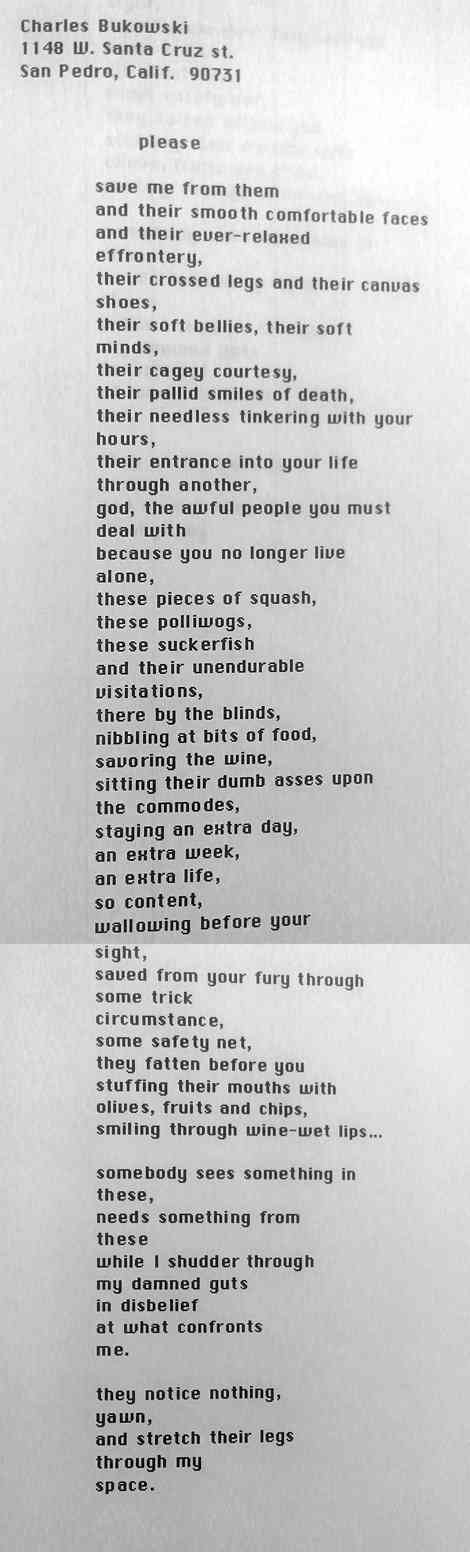 Charles Bukowski
1148 W. Santa Cruz st.
San Pedro, Calif. 90731
please
save me from them
and their smooth comfortable faces
and their ever-relaxed
effrontery,
their crossed legs and their canvas
shoes,
their soft bellies, their soft
minds,
their cagey courtesy,
their pallid smiles of death,
their needless tinkering with your
hours,
their entrance into your life
through another,
god, the awful people you must
deal with
because you no longer live
alone,
these pieces of squash,
these polliwogs,
these suckerfish
and their unendurable
visitations,
there by the blinds,
nibbling at bits of food,
savoring the wine,
sitting their dumb asses upon
the commodes,
staying an extra day,
an extra week,
an extra life,
so content,
wallowing before your
sight,
saved from your fury through
some trick
circumstance,
some safety net,
they fatten before you
stuffing their mouths with
olives, fruits and chips,
smiling through wine-wet lips...
somebody sees something in
these,
needs something from
these
while I shudder through
my damned guts
in disbelief
at what confronts
me.
they notice nothing,
yawn,
and stretch their legs
through my
space.